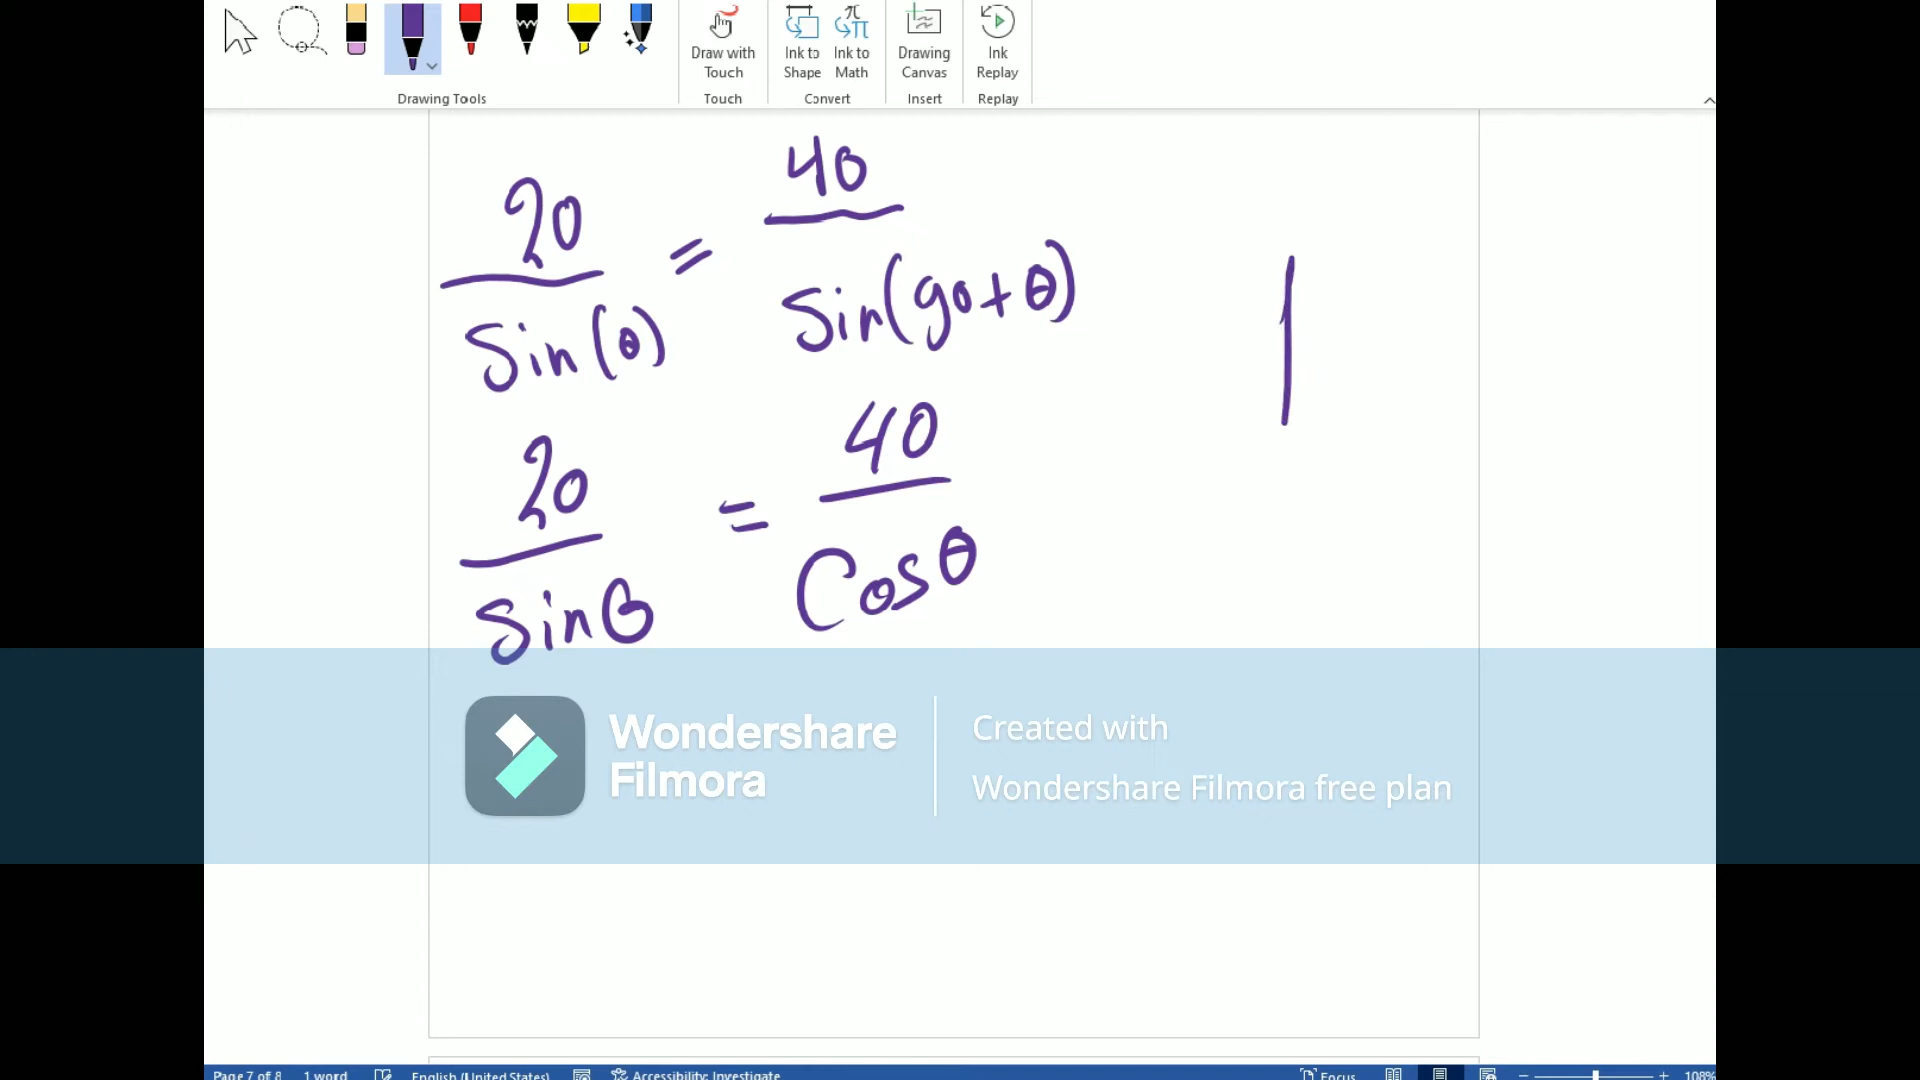 Draw with Touch
Ink to Shape
Ink to Math
Drawing Canvas
Ink Replay
Drawing Tools
Touch
Convert
Insert
Replay
20 / Sin(θ) = 40 / Sin(90+θ)
20 / Sinθ = 40 / Cosθ
Wondershare Filmora
Created with
Wondershare Filmora free plan
Page 7 of 8 1 word English (United States) Accessibility: Investigate Focus 108%